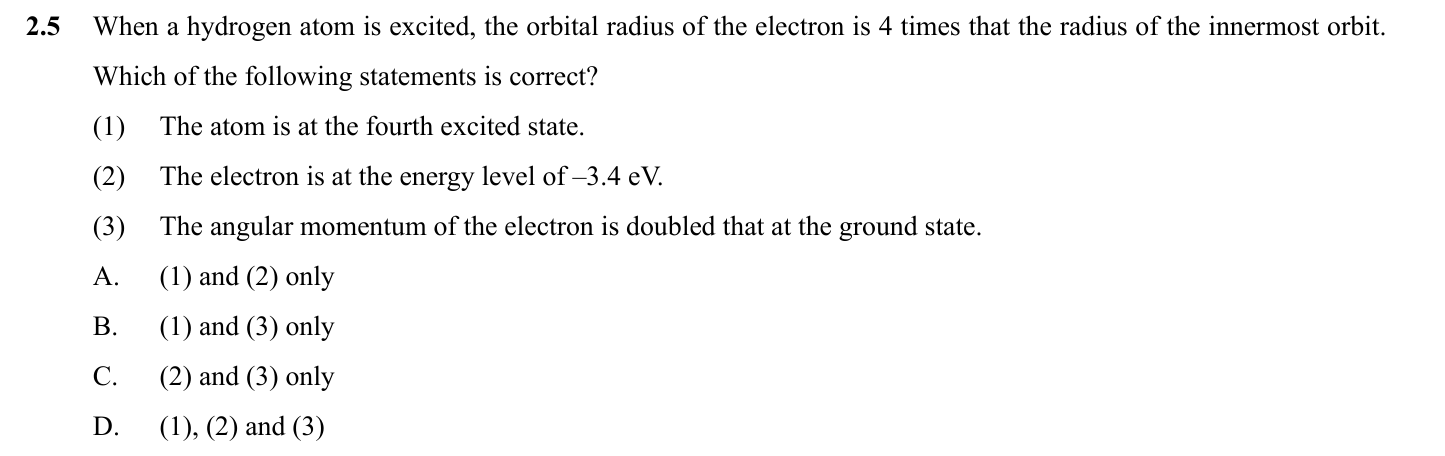 2.5 When a hydrogen atom is excited, the orbital radius of the electron is 4 times that the radius of the innermost orbit.
Which of the following statements is correct?
(1) The atom is at the fourth excited state.
(2) The electron is at the energy level of –3.4 eV.
(3) The angular momentum of the electron is doubled that at the ground state.
A. (1) and (2) only
B. (1) and (3) only
C. (2) and (3) only
D. (1), (2) and (3)